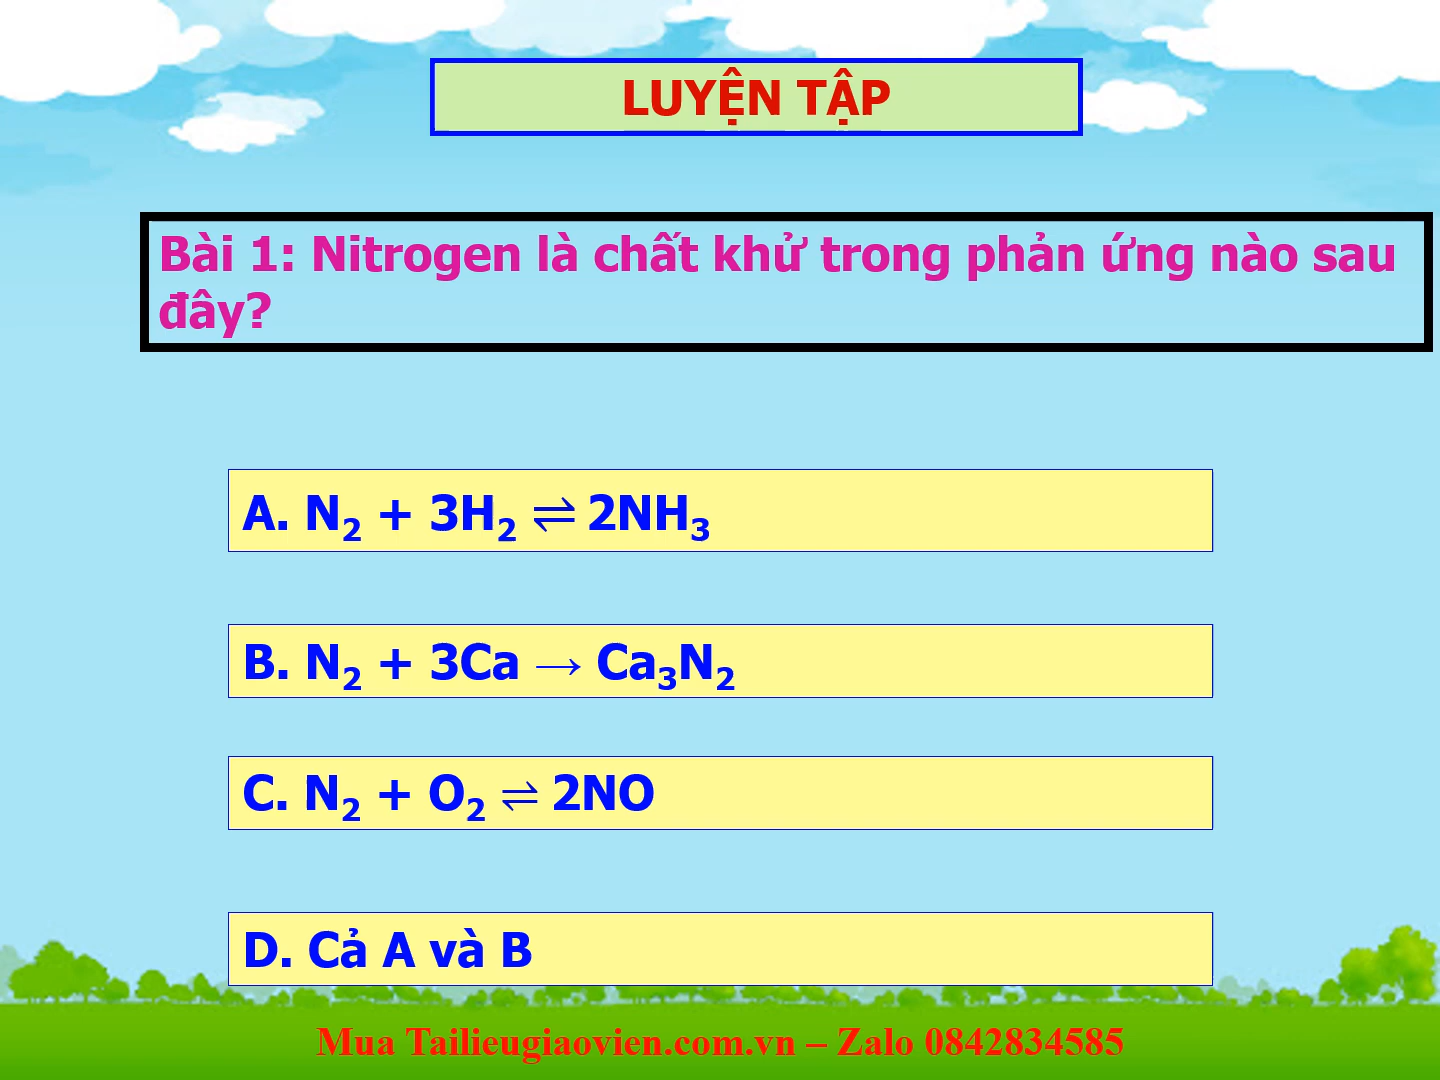 LUYỆN TẬP
Bài 1: Nitrogen là chất khử trong phản ứng nào sau
đây?
A. N₂ + 3H₂ ⇌ 2NH₃
B. N₂ + 3Ca → Ca₃N₂
C. N₂ + O₂ ⇌ 2NO
D. Cả A và B
Mua Tailieugiaovien.com.vn – Zalo 0842834585